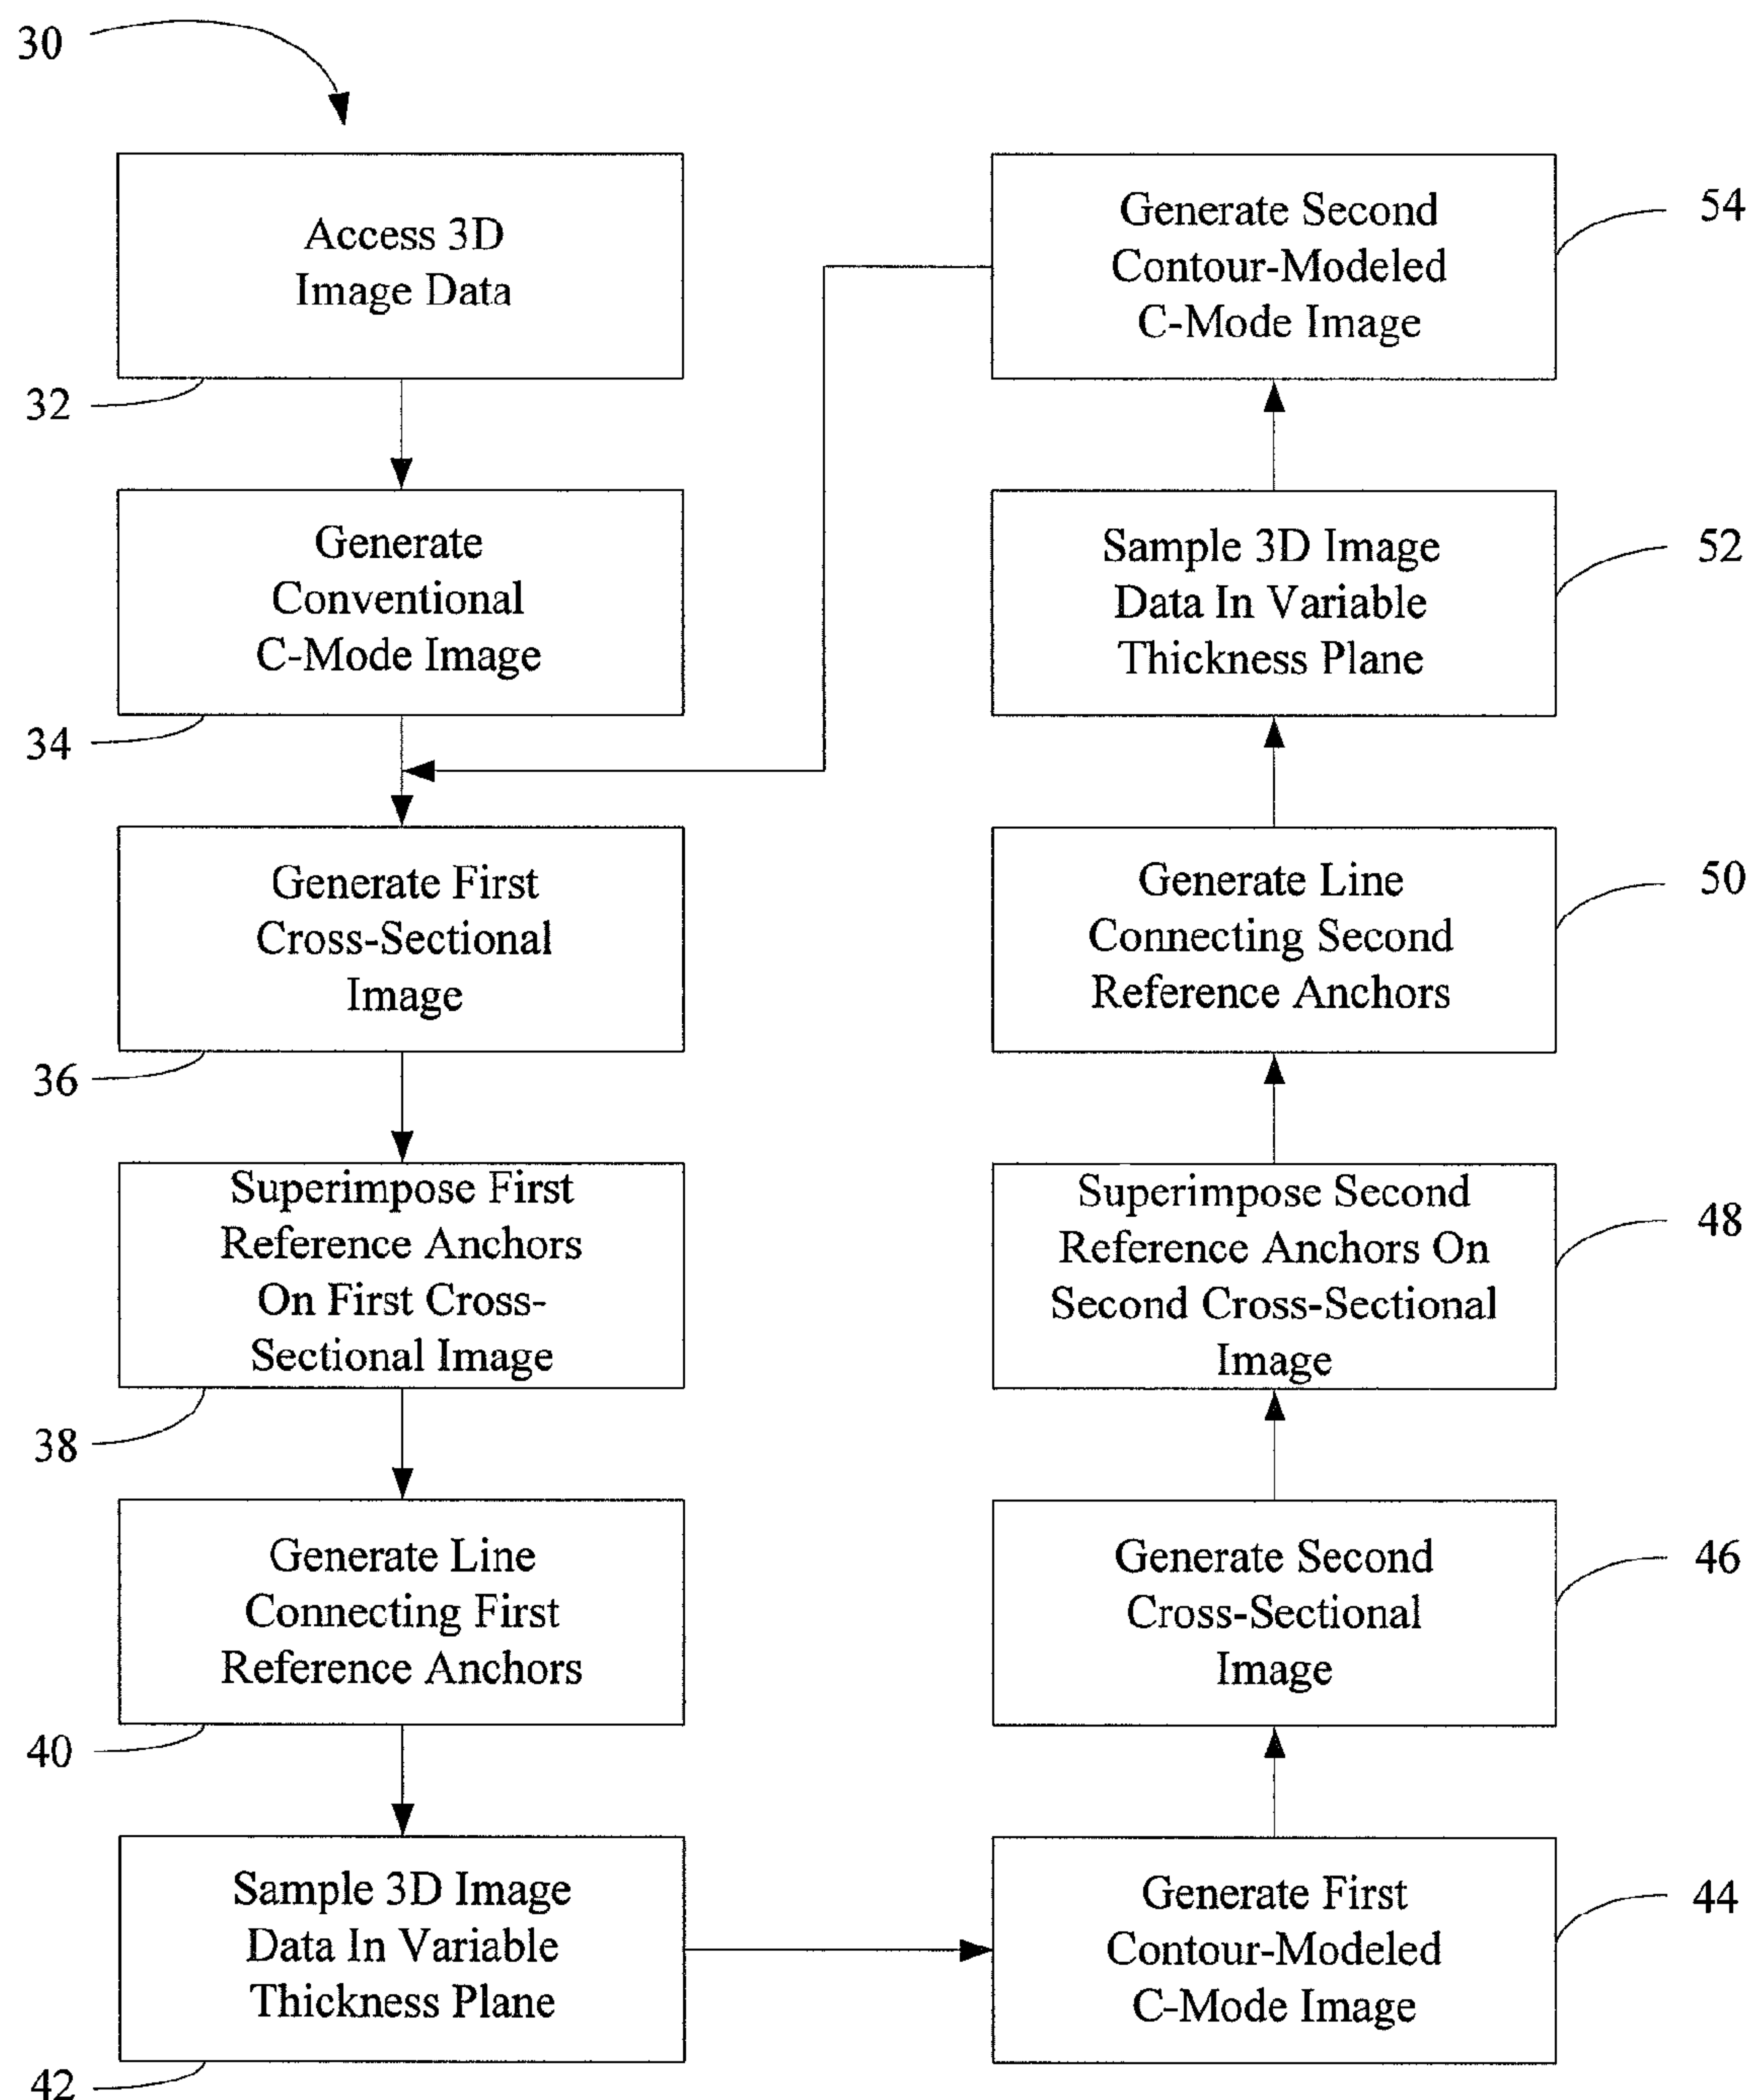 30
Access 3D
Image Data
32
Generate
Conventional
C-Mode Image
34
Generate First
Cross-Sectional
Image
36
Superimpose First
Reference Anchors
On First Cross-
Sectional Image
38
Generate Line
Connecting First
Reference Anchors
40
Sample 3D Image
Data In Variable
Thickness Plane
42
Generate First
Contour-Modeled
C-Mode Image
44
Generate Second
Cross-Sectional
Image
46
Superimpose Second
Reference Anchors On
Second Cross-Sectional
Image
48
Generate Line
Connecting Second
Reference Anchors
50
Sample 3D Image
Data In Variable
Thickness Plane
52
Generate Second
Contour-Modeled
C-Mode Image
54